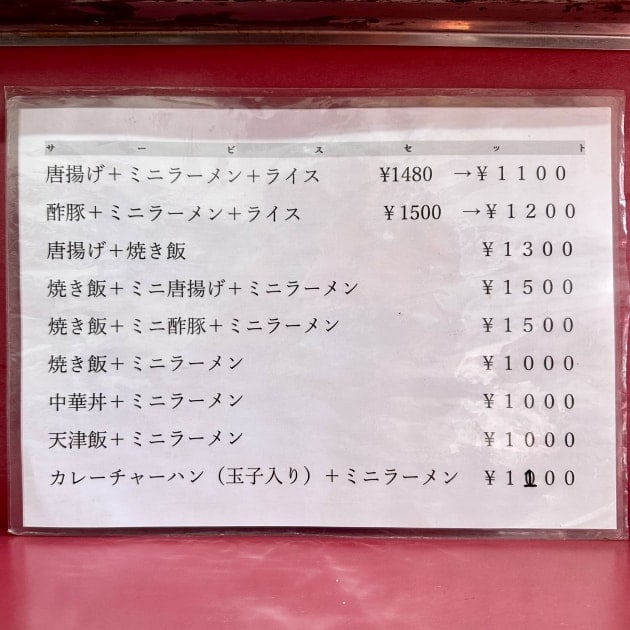 サービスセット
唐揚げ＋ミニラーメン＋ライス ¥1480 →￥１１００
酢豚＋ミニラーメン＋ライス ￥1500 →￥１２００
唐揚げ＋焼き飯 ￥１３００
焼き飯＋ミニ唐揚げ＋ミニラーメン ￥１５００
焼き飯＋ミニ酢豚＋ミニラーメン ￥１５００
焼き飯＋ミニラーメン ￥１０００
中華丼＋ミニラーメン ￥１０００
天津飯＋ミニラーメン ￥１０００
カレーチャーハン（玉子入り）＋ミニラーメン ￥１１００